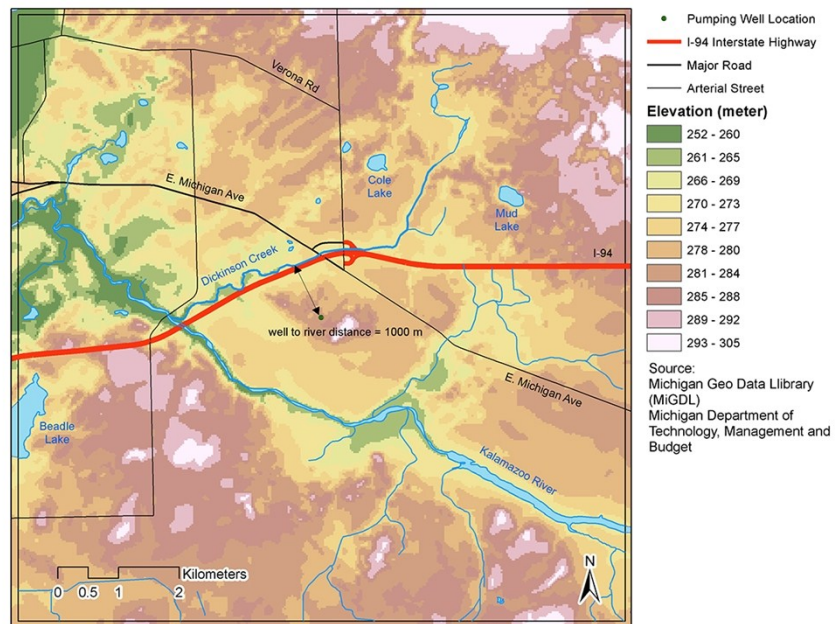 Verona Rd
E. Michigan Ave
Cole
Lake
Mud
Lake
Dickinson Creek
I-94
well to river distance = 1000 m
E. Michigan Ave
Beadle
Lake
Kalamazoo River
Kilometers
0 0.5 1 2
N
Pumping Well Location
I-94 Interstate Highway
Major Road
Arterial Street
Elevation (meter)
252 - 260
261 - 265
266 - 269
270 - 273
274 - 277
278 - 280
281 - 284
285 - 288
289 - 292
293 - 305
Source:
Michigan Geo Data Llibrary
(MiGDL)
Michigan Department of
Technology, Management and
Budget